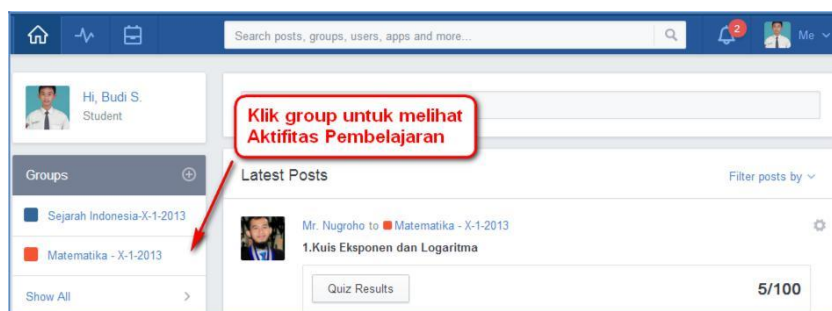 Search posts, groups, users, apps and more...
2
Me
Hi, Budi S.
Student
Klik group untuk melihat
Aktifitas Pembelajaran
Groups
Latest Posts
Filter posts by
Sejarah Indonesia-X-1-2013
Mr. Nugroho to Matematika - X-1-2013
1.Kuis Eksponen dan Logaritma
Matematika - X-1-2013
Quiz Results
5/100
Show All